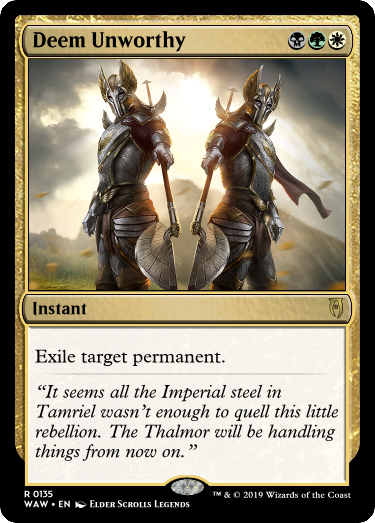 Deem Unworthy
Instant
Exile target permanent.
“It seems all the Imperial steel in
Tamriel wasn’t enough to quell this little
rebellion. The Thalmor will be handling
things from now on.”
R 0135
WAW • EN Elder Scrolls Legends
™ & © 2019 Wizards of the Coast